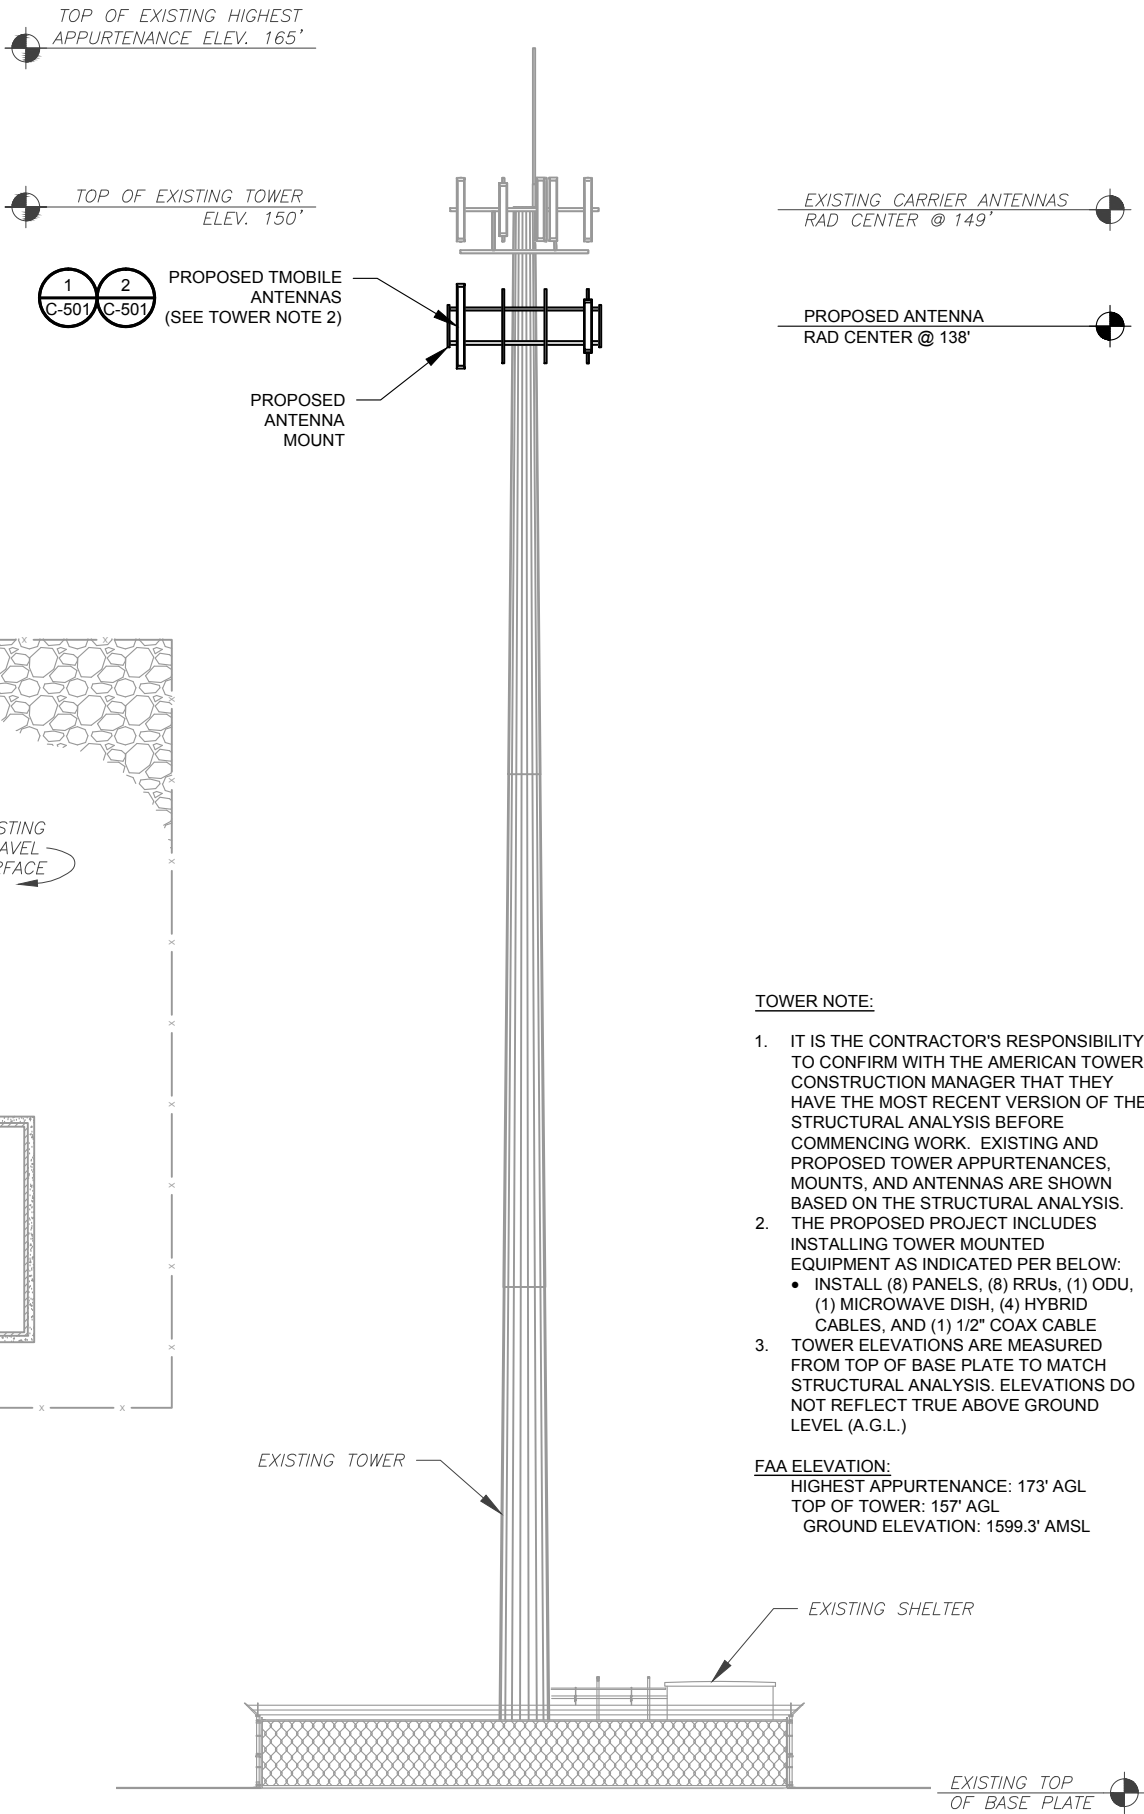 TOP OF EXISTING HIGHEST
APPURTENANCE ELEV. 165'
TOP OF EXISTING TOWER
ELEV. 150'
EXISTING CARRIER ANTENNAS
RAD CENTER @ 149'
1
C-501
2
C-501
PROPOSED TMOBILE
ANTENNAS
(SEE TOWER NOTE 2)
PROPOSED ANTENNA
RAD CENTER @ 138'
PROPOSED
ANTENNA
MOUNT
STING
AVEL
RFACE
TOWER NOTE:
1. IT IS THE CONTRACTOR'S RESPONSIBILITY
TO CONFIRM WITH THE AMERICAN TOWER
CONSTRUCTION MANAGER THAT THEY
HAVE THE MOST RECENT VERSION OF THE
STRUCTURAL ANALYSIS BEFORE
COMMENCING WORK. EXISTING AND
PROPOSED TOWER APPURTENANCES,
MOUNTS, AND ANTENNAS ARE SHOWN
BASED ON THE STRUCTURAL ANALYSIS.
2. THE PROPOSED PROJECT INCLUDES
INSTALLING TOWER MOUNTED
EQUIPMENT AS INDICATED PER BELOW:
• INSTALL (8) PANELS, (8) RRUs, (1) ODU,
(1) MICROWAVE DISH, (4) HYBRID
CABLES, AND (1) 1/2" COAX CABLE
3. TOWER ELEVATIONS ARE MEASURED
FROM TOP OF BASE PLATE TO MATCH
STRUCTURAL ANALYSIS. ELEVATIONS DO
NOT REFLECT TRUE ABOVE GROUND
LEVEL (A.G.L.)
FAA ELEVATION:
HIGHEST APPURTENANCE: 173' AGL
TOP OF TOWER: 157' AGL
GROUND ELEVATION: 1599.3' AMSL
EXISTING TOWER
EXISTING SHELTER
EXISTING TOP
OF BASE PLATE